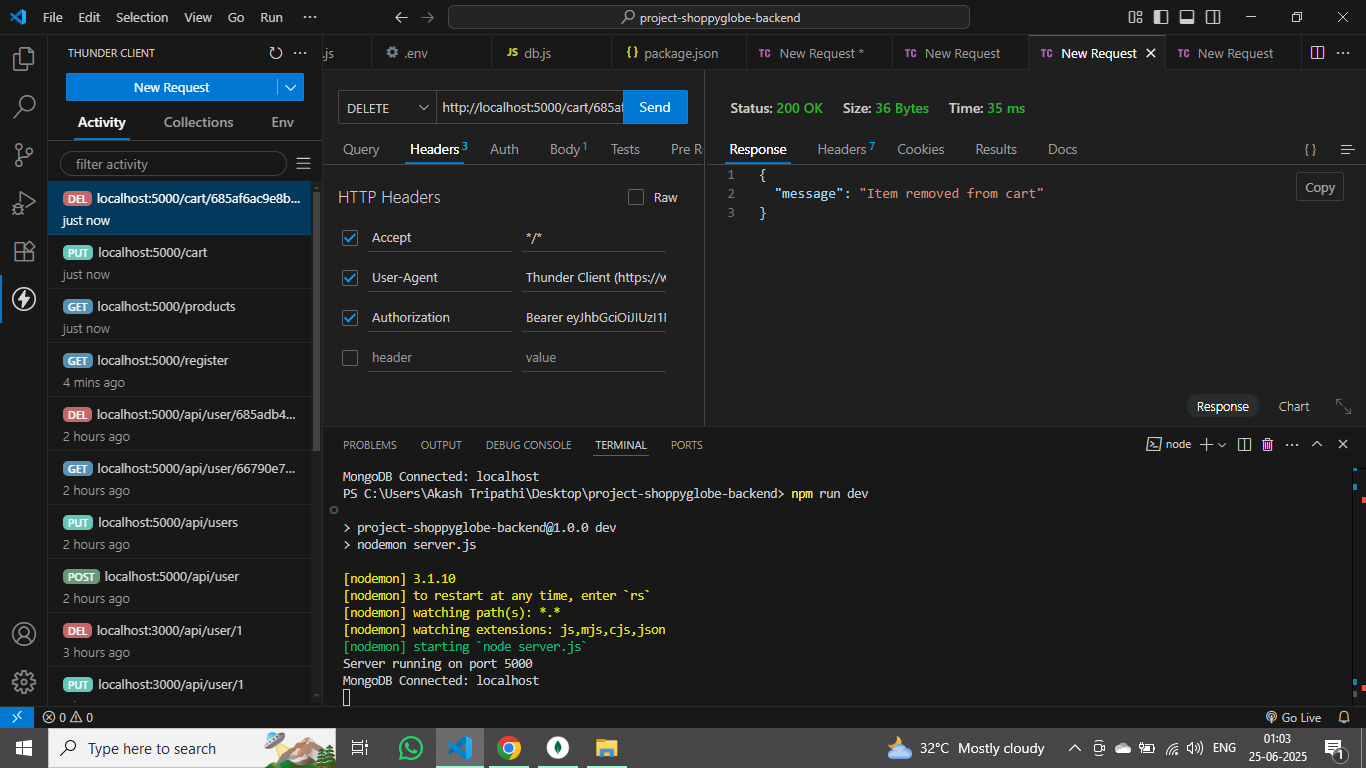 File Edit Selection View Go Run ···
project-shoppyglobe-backend
THUNDER CLIENT
New Request
Activity Collections Env
filter activity
DEL localhost:5000/cart/685af6ac9e8b...
just now
PUT localhost:5000/cart
just now
GET localhost:5000/products
just now
GET localhost:5000/register
4 mins ago
DEL localhost:5000/api/user/685adb4...
2 hours ago
GET localhost:5000/api/user/66790e7...
2 hours ago
PUT localhost:5000/api/users
2 hours ago
POST localhost:5000/api/user
2 hours ago
DEL localhost:3000/api/user/1
3 hours ago
PUT localhost:3000/api/user/1
.js .env JS db.js {} package.json TC New Request * TC New Request TC New Request TC New Request
DELETE http://localhost:5000/cart/685af Send
Query Headers 3 Auth Body 1 Tests Pre R
HTTP Headers Raw
Accept */*
User-Agent Thunder Client (https://w
Authorization Bearer eyJhbGciOiJIUzI1I
header value
Status: 200 OK Size: 36 Bytes Time: 35 ms
Response Headers 7 Cookies Results Docs { }
1 {
2 "message": "Item removed from cart"
3 }
Copy
Response Chart
PROBLEMS OUTPUT DEBUG CONSOLE TERMINAL PORTS node
MongoDB Connected: localhost
PS C:\Users\Akash Tripathi\Desktop\project-shoppyglobe-backend> npm run dev
> project-shoppyglobe-backend@1.0.0 dev
> nodemon server.js
[nodemon] 3.1.10
[nodemon] to restart at any time, enter `rs`
[nodemon] watching path(s): *.*
[nodemon] watching extensions: js,mjs,cjs,json
[nodemon] starting `node server.js`
Server running on port 5000
MongoDB Connected: localhost
0 0 Go Live
Type here to search
32°C Mostly cloudy ENG
01:03
25-06-2025
1